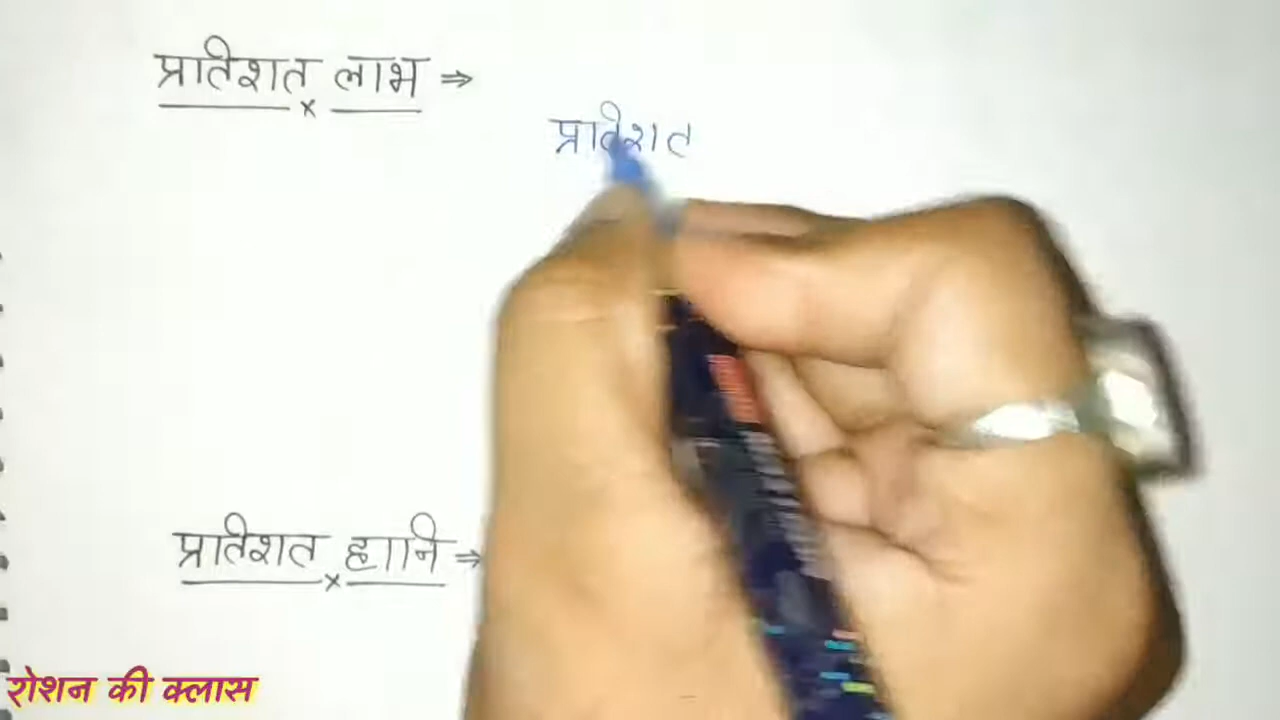 प्रतिशत लाभ ⇒
प्रतिशत
प्रतिशत हानि ⇒
रोशन की क्लास